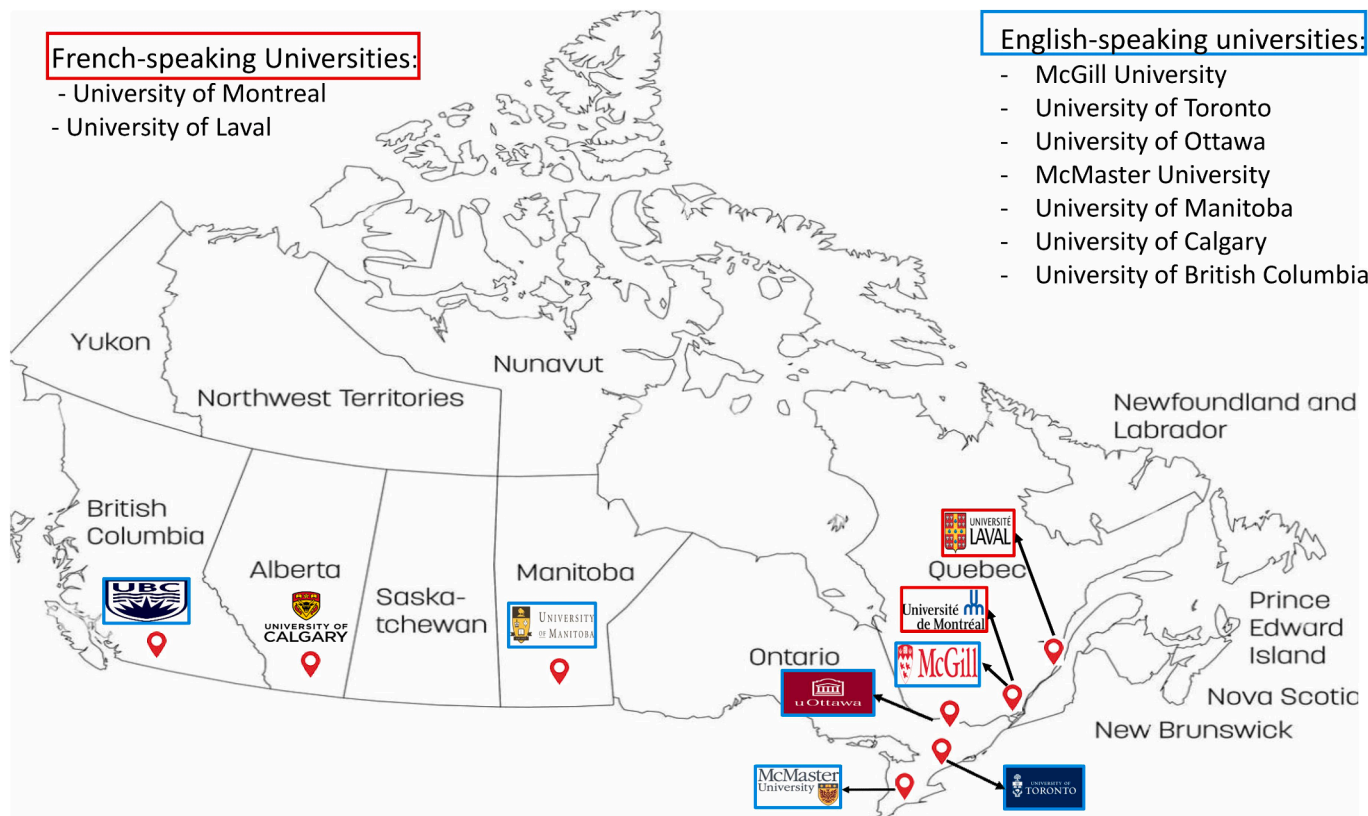 French-speaking Universities:
- University of Montreal
- University of Laval
English-speaking universities:
- McGill University
- University of Toronto
- University of Ottawa
- McMaster University
- University of Manitoba
- University of Calgary
- University of British Columbia
Yukon
Northwest Territories
Nunavut
Newfoundland and
Labrador
British
Columbia
UBC
Alberta
UNIVERSITY OF
CALGARY
Saska-
tchewan
Manitoba
UNIVERSITY
OF MANITOBA
Ontario
uOttawa
McMaster
University
UNIVERSITÉ
LAVAL
Quebec
Université
de Montréal
McGill
UNIVERSITY OF
TORONTO
Prince
Edward
Island
Nova Scotic
New Brunswick